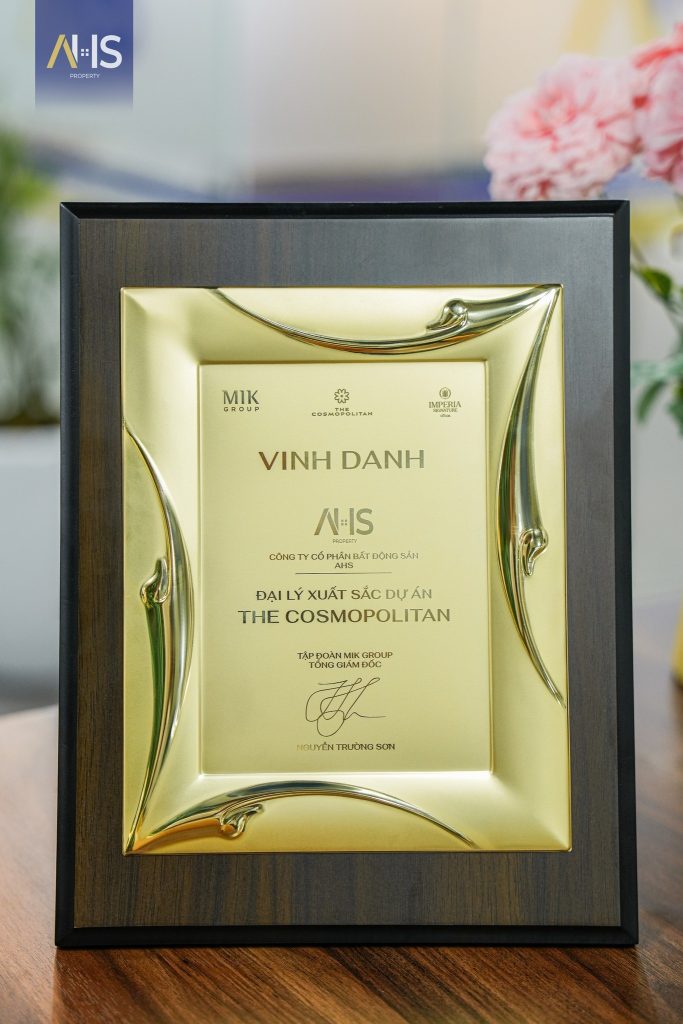 AHS
PROPERTY
MIK
GROUP
THE
COSMOPOLITAN
IMPERIA
SIGNATURE
VINH DANH
AHS
PROPERTY
CÔNG TY CỔ PHẦN BẤT ĐỘNG SẢN
AHS
ĐẠI LÝ XUẤT SẮC DỰ ÁN
THE COSMOPOLITAN
TẬP ĐOÀN MIK GROUP
TỔNG GIÁM ĐỐC
NGUYỄN TRƯỜNG SƠN